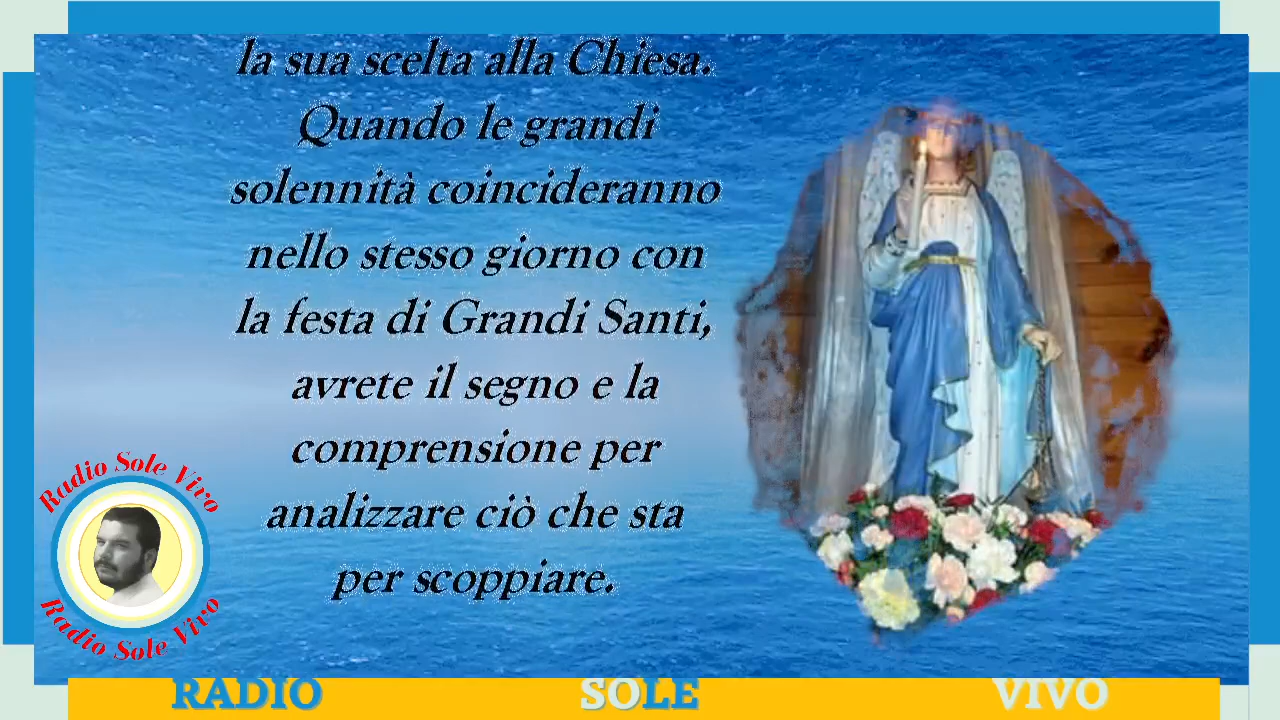 la sua scelta alla Chiesa.
Quando le grandi
solennità coincideranno
nello stesso giorno con
la festa di Grandi Santi,
avrete il segno e la
comprensione per
analizzare ciò che sta
per scoppiare.
Radio Sole Vivo
Radio Sole Vivo
RADIO SOLE VIVO